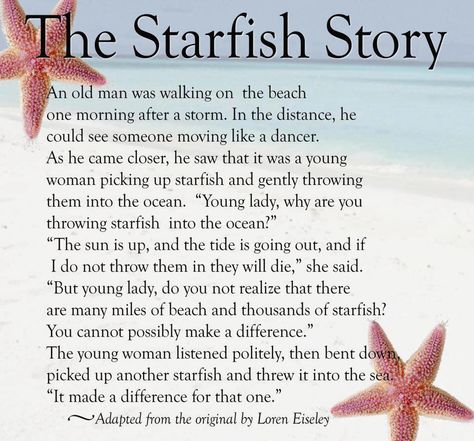 The Starfish Story
An old man was walking on the beach
one morning after a storm. In the distance, he
could see someone moving like a dancer.
As he came closer, he saw that it was a young
woman picking up starfish and gently throwing
them into the ocean. “Young lady, why are you
throwing starfish into the ocean?”
“The sun is up, and the tide is going out, and if
I do not throw them in they will die,” she said.
“But young lady, do you not realize that there
are many miles of beach and thousands of starfish?
You cannot possibly make a difference.”
The young woman listened politely, then bent down,
picked up another starfish and threw it into the sea.
“It made a difference for that one.”
~Adapted from the original by Loren Eiseley